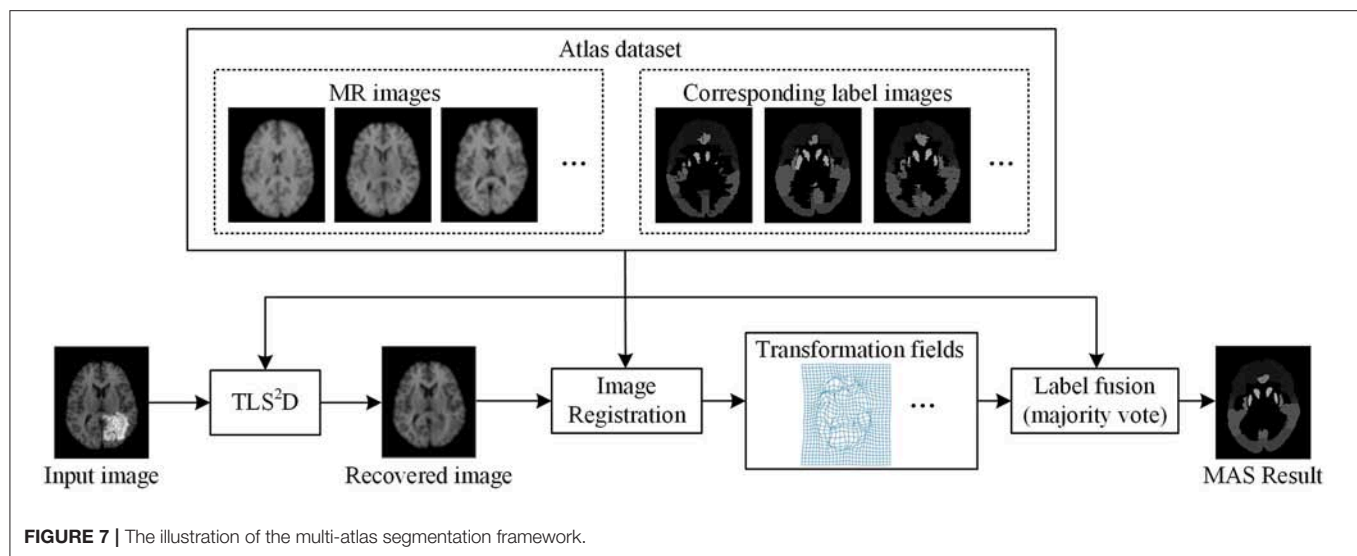 Atlas dataset
MR images
Corresponding label images
...
...
Input image
TLS²D
Recovered image
Image
Registration
Transformation fields
...
Label fusion
(majority vote)
MAS Result
FIGURE 7 | The illustration of the multi-atlas segmentation framework.